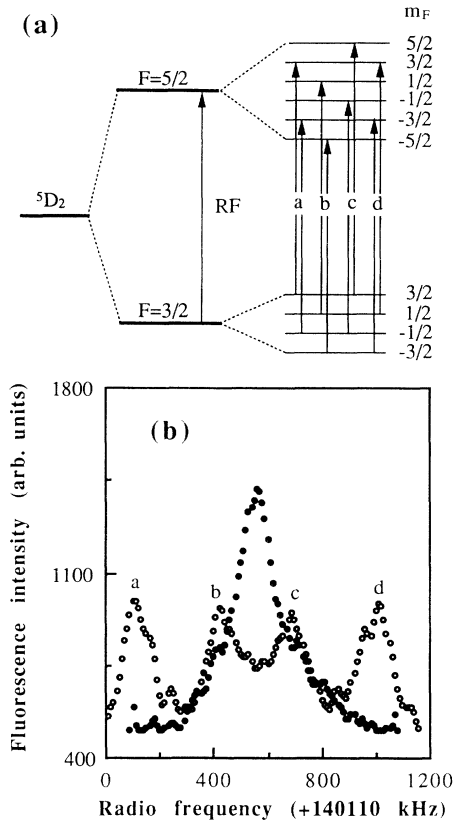 (a)
m_F
5/2
3/2
1/2
-1/2
-3/2
-5/2
F=5/2
⁵D₂
RF
a b c d
F=3/2
3/2
1/2
-1/2
-3/2
1800
(b)
1100
400
a b c d
Fluorescence intensity (arb. units)
0 400 800 1200
Radio frequency (+140110 kHz)